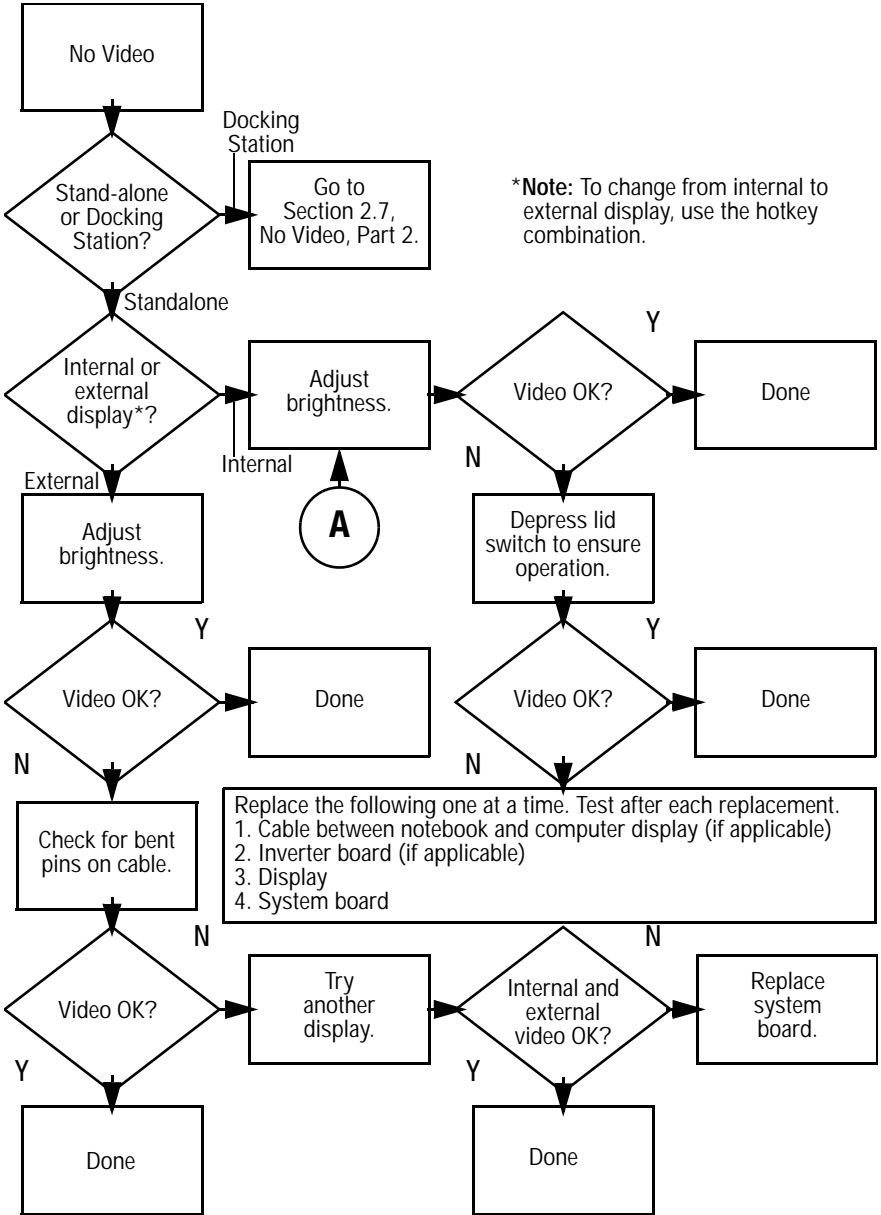 No Video
Docking
Station
Stand-alone
or Docking
Station?
Go to
Section 2.7,
No Video, Part 2.
*Note: To change from internal to
external display, use the hotkey
combination.
Standalone
Internal or
external
display*?
Internal
Adjust
brightness.
Video OK?
Y
Done
N
External
A
Adjust
brightness.
Depress lid
switch to ensure
operation.
Video OK?
Y
Done
N
Video OK?
Y
Done
N
Check for bent
pins on cable.
Replace the following one at a time. Test after each replacement.
1. Cable between notebook and computer display (if applicable)
2. Inverter board (if applicable)
3. Display
4. System board
Video OK?
N
Try
another
display.
Internal and
external
video OK?
N
Replace
system
board.
Y
Done
Y
Done